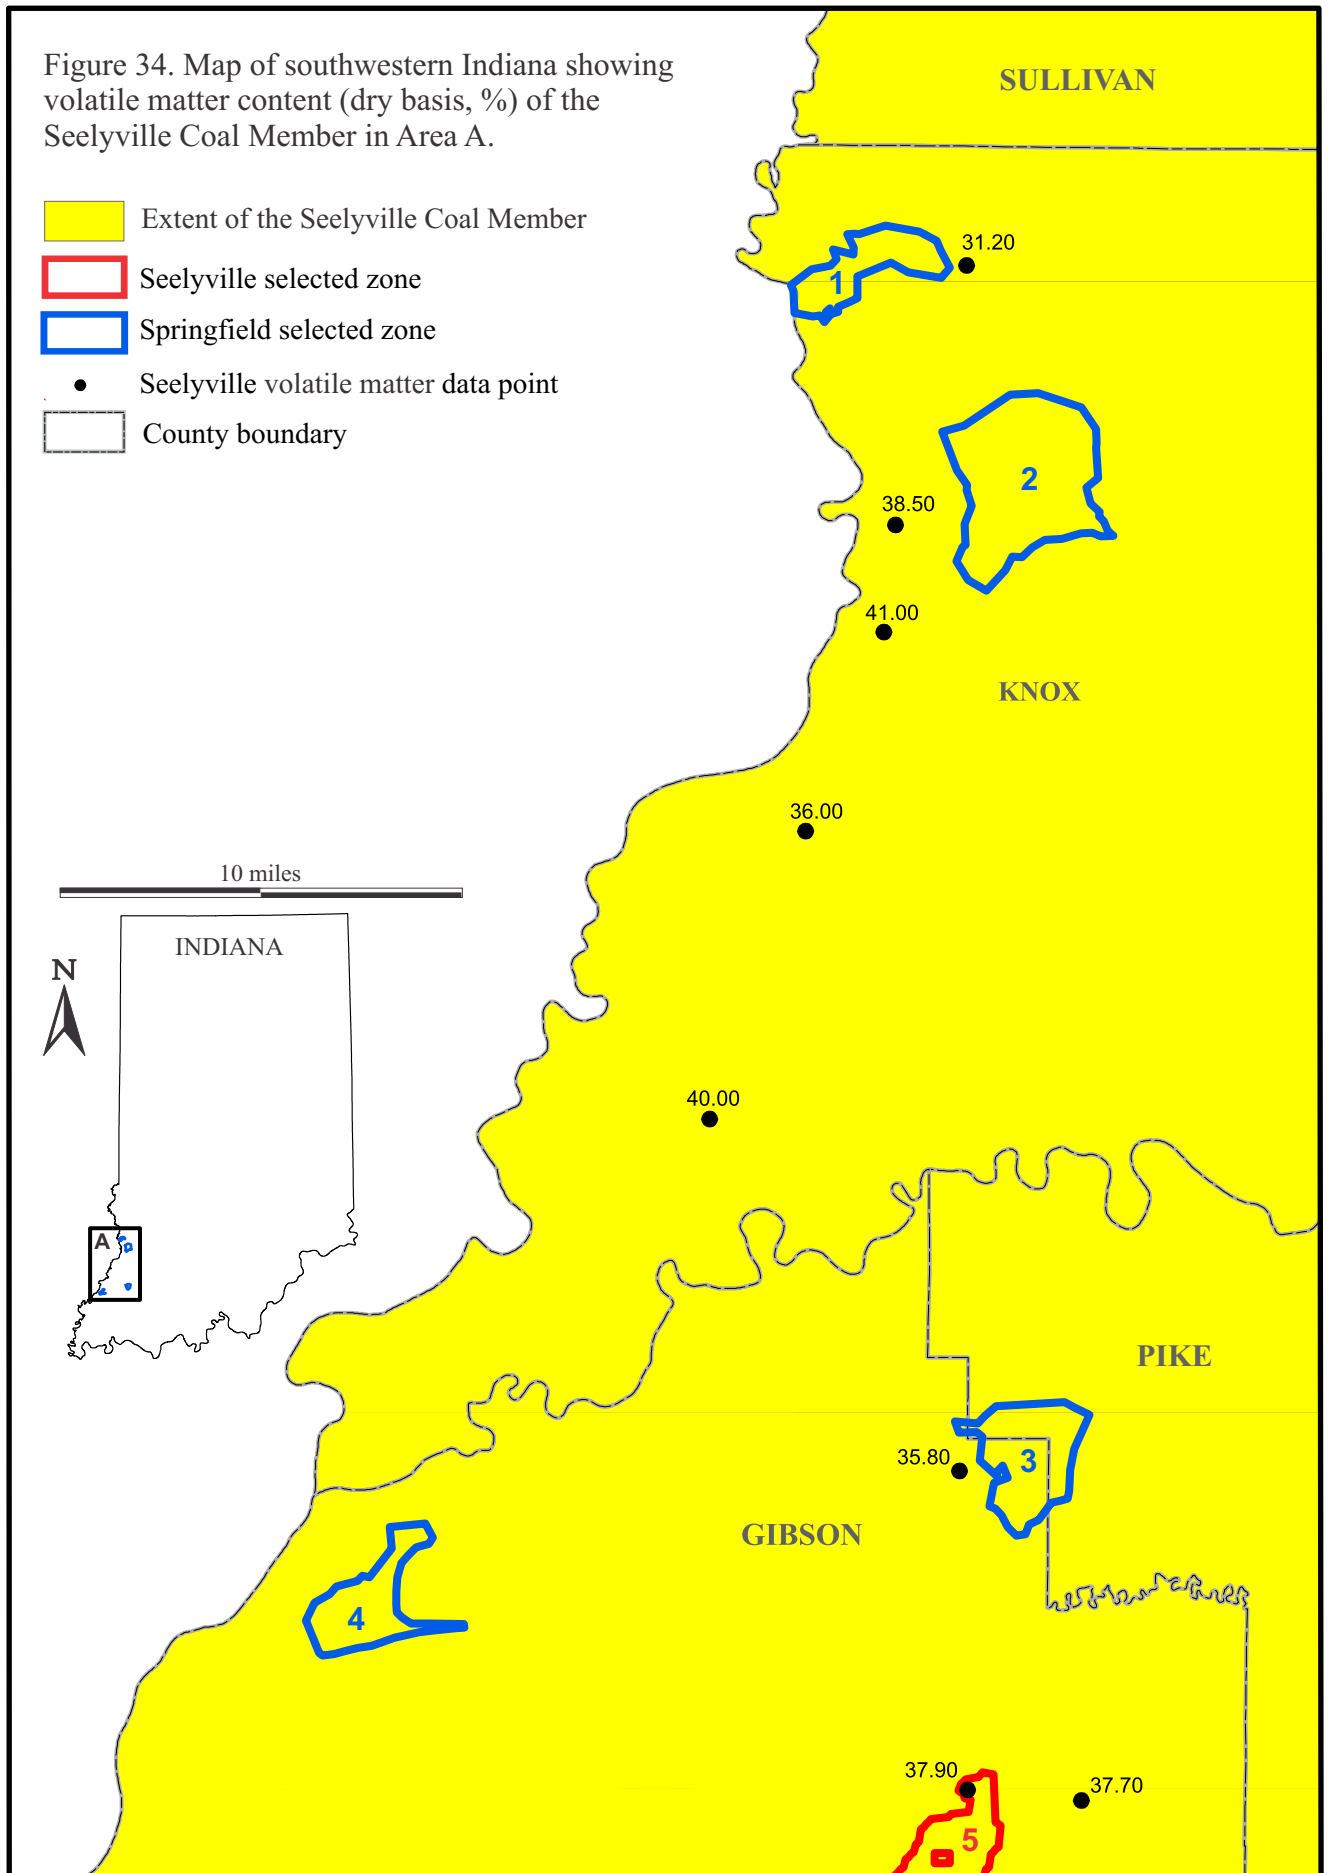 Figure 34. Map of southwestern Indiana showing
volatile matter content (dry basis, %) of the
Seelyville Coal Member in Area A.
Extent of the Seelyville Coal Member
Seelyville selected zone
Springfield selected zone
Seelyville volatile matter data point
County boundary
SULLIVAN
31.20
1
2
38.50
41.00
KNOX
36.00
10 miles
INDIANA
N
A
40.00
PIKE
35.80
3
GIBSON
4
37.90
37.70
5